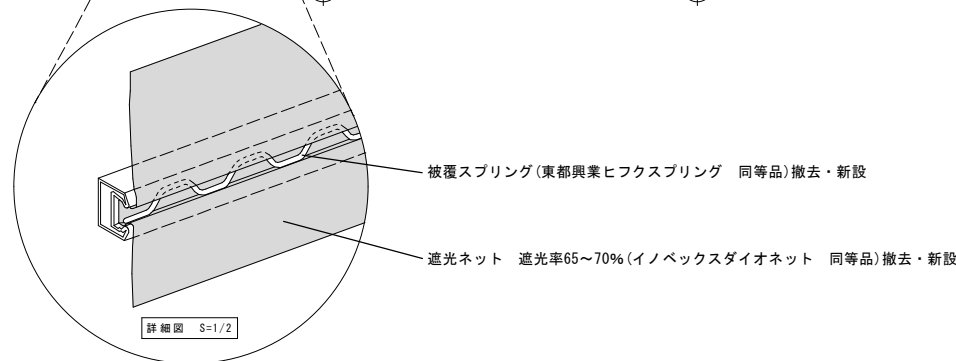 被覆スプリング(東都興業ヒフクスプリング　同等品)撤去・新設
遮光ネット　遮光率65～70%(イノベックスダイオネット　同等品)撤去・新設
詳細図　S=1/2